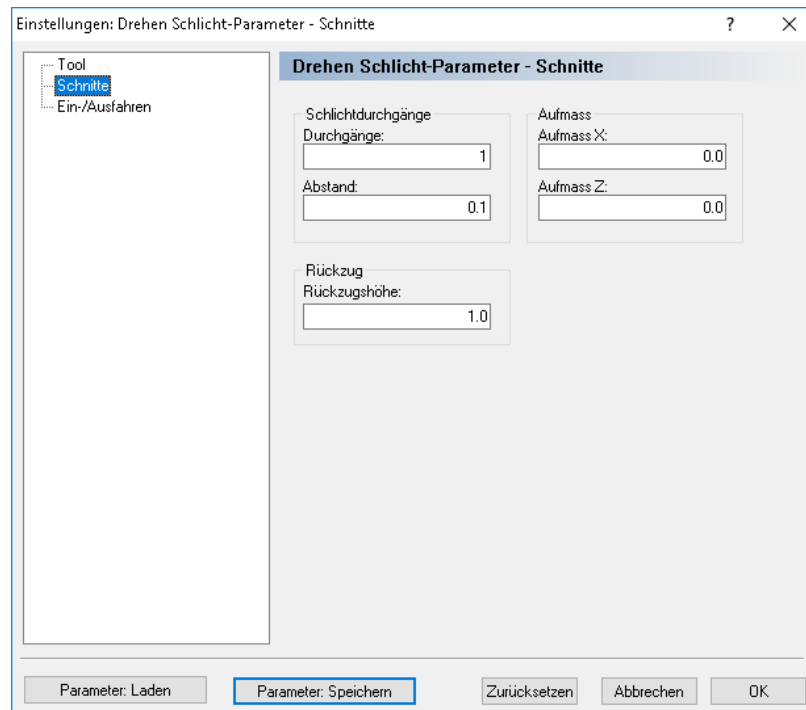 Einstellungen: Drehen Schlicht-Parameter - Schnitte
?
Tool
Schnitte
Ein-/Ausfahren
Drehen Schlicht-Parameter - Schnitte
Schlichtdurchgänge
Durchgänge:
1
Abstand:
0.1
Aufmass
Aufmass X:
0.0
Aufmass Z:
0.0
Rückzug
Rückzugshöhe:
1.0
Parameter: Laden
Parameter: Speichern
Zurücksetzen
Abbrechen
OK